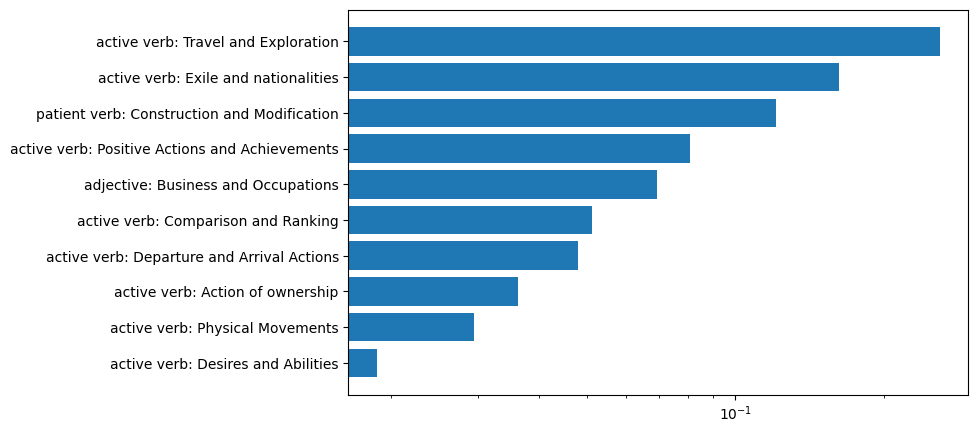 active verb: Travel and Exploration
active verb: Exile and nationalities
patient verb: Construction and Modification
active verb: Positive Actions and Achievements
adjective: Business and Occupations
active verb: Comparison and Ranking
active verb: Departure and Arrival Actions
active verb: Action of ownership
active verb: Physical Movements
active verb: Desires and Abilities
10⁻¹